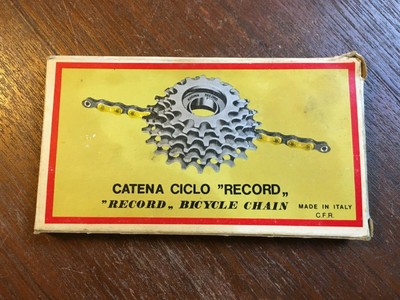 CATENA CICLO "RECORD„
"RECORD„ BICYCLE CHAIN
MADE IN ITALY
C.F.R.